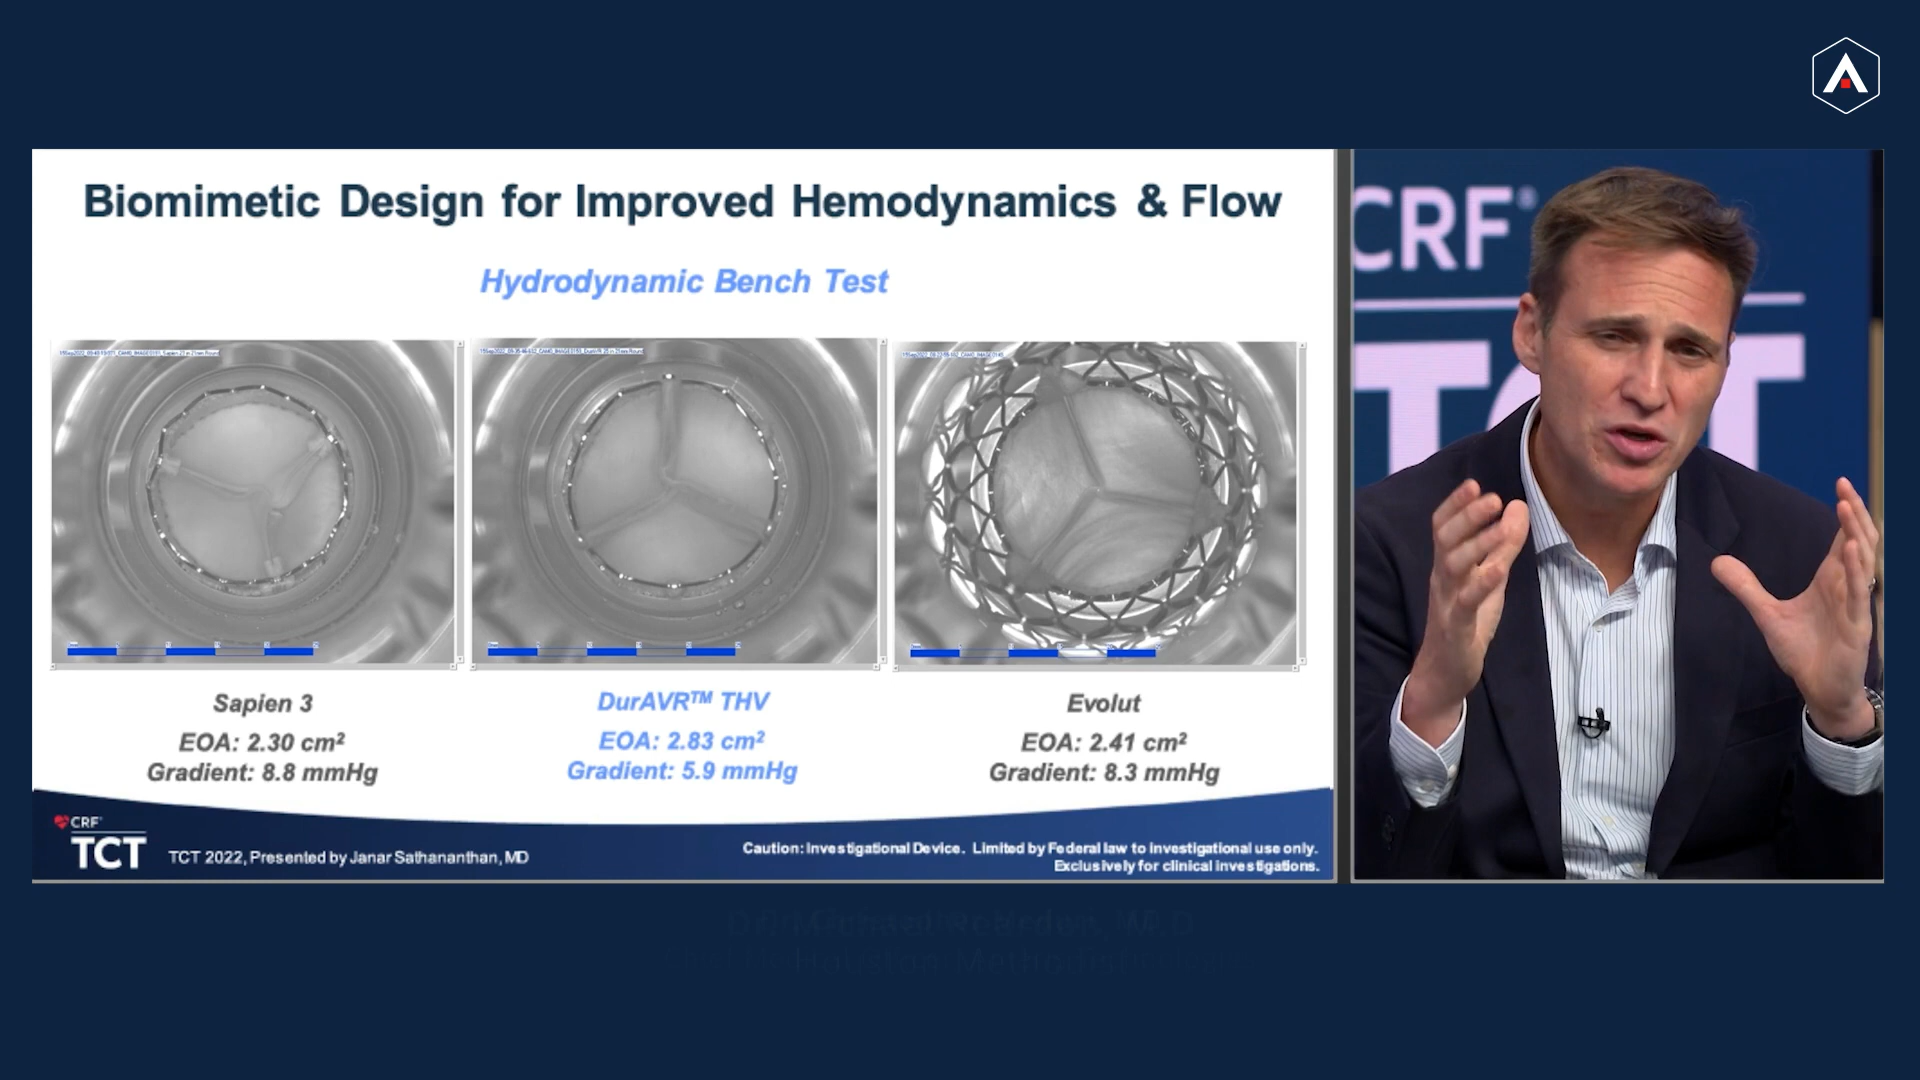 Biomimetic Design for Improved Hemodynamics & Flow
Hydrodynamic Bench Test
Sapien 3
EOA: 2.30 cm²
Gradient: 8.8 mmHg
DurAVR™ THV
EOA: 2.83 cm²
Gradient: 5.9 mmHg
Evolut
EOA: 2.41 cm²
Gradient: 8.3 mmHg
CRF®
TCT
TCT 2022, Presented by Janar Sathananthan, MD
Caution: Investigational Device. Limited by Federal law to investigational use only.
Exclusively for clinical investigations.
CRF®
TCT